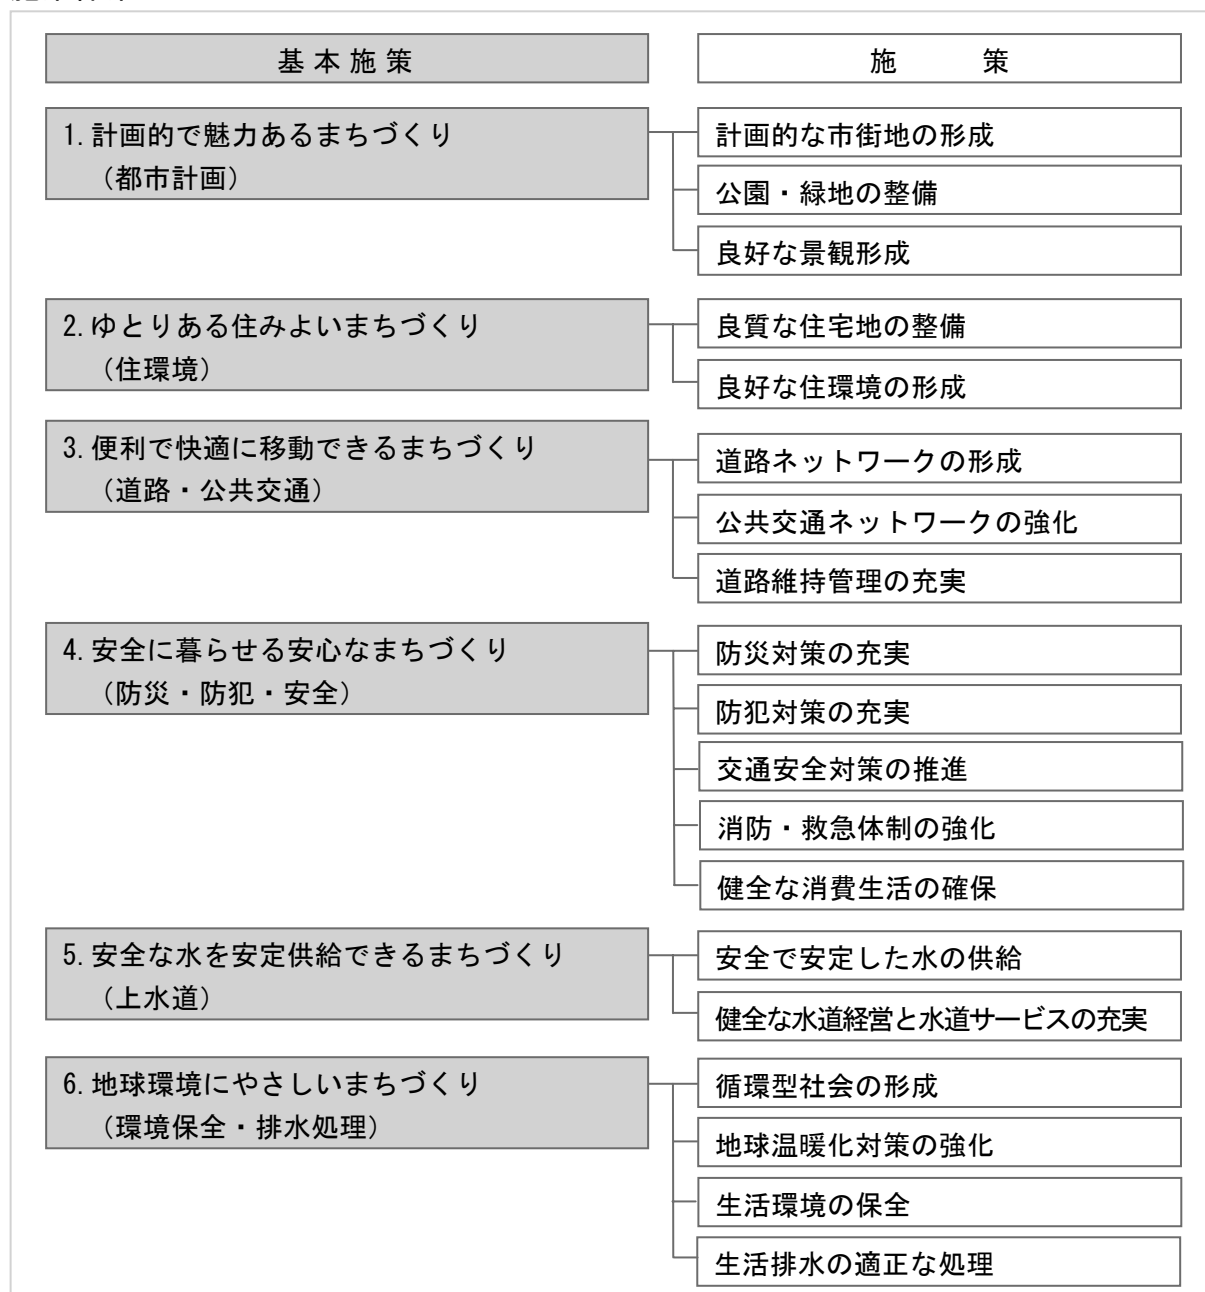 基本施策
施　　策
1.計画的で魅力あるまちづくり
（都市計画）
計画的な市街地の形成
公園・緑地の整備
良好な景観形成
2.ゆとりある住みよいまちづくり
（住環境）
良質な住宅地の整備
良好な住環境の形成
3.便利で快適に移動できるまちづくり
（道路・公共交通）
道路ネットワークの形成
公共交通ネットワークの強化
道路維持管理の充実
4.安全に暮らせる安心なまちづくり
（防災・防犯・安全）
防災対策の充実
防犯対策の充実
交通安全対策の推進
消防・救急体制の強化
健全な消費生活の確保
5.安全な水を安定供給できるまちづくり
（上水道）
安全で安定した水の供給
健全な水道経営と水道サービスの充実
6.地球環境にやさしいまちづくり
（環境保全・排水処理）
循環型社会の形成
地球温暖化対策の強化
生活環境の保全
生活排水の適正な処理